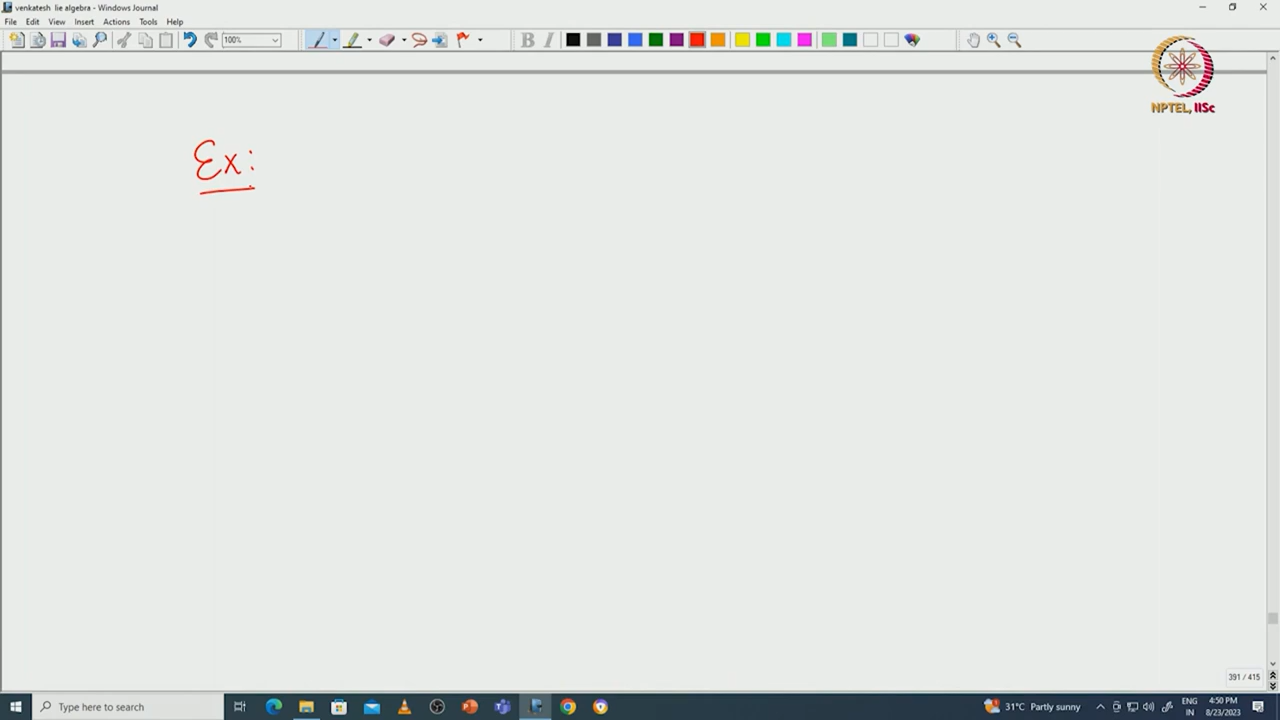 venkatesh lie algebra - Windows Journal
File Edit View Insert Actions Tools Help
100%
B I
NPTEL, IISc
Ex:
391 / 415
Type here to search
31°C Partly sunny
ENG
IN
4:50 PM
8/23/2023